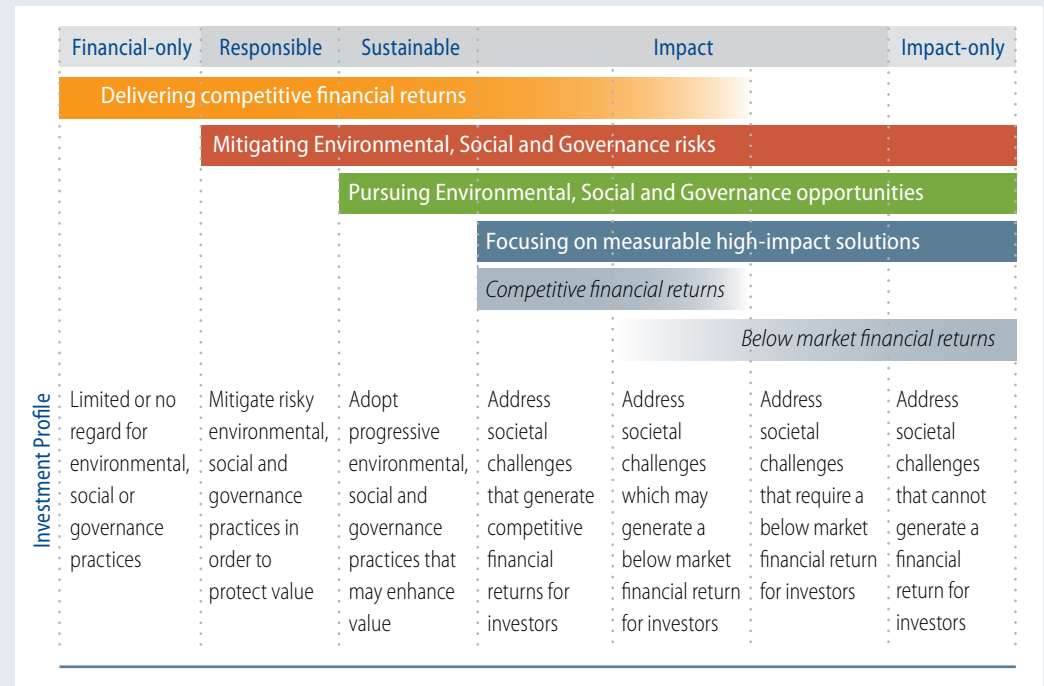 Financial-only Responsible Sustainable Impact Impact-only
Delivering competitive financial returns
Mitigating Environmental, Social and Governance risks
Pursuing Environmental, Social and Governance opportunities
Focusing on measurable high-impact solutions
Competitive financial returns
Below market financial returns
Investment Profile
Limited or no
regard for
environmental,
social or
governance
practices
Mitigate risky
environmental,
social and
governance
practices in
order to
protect value
Adopt
progressive
environmental,
social and
governance
practices that
may enhance
value
Address
societal
challenges
that generate
competitive
financial
returns for
investors
Address
societal
challenges
which may
generate a
below market
financial return
for investors
Address
societal
challenges
that require a
below market
financial return
for investors
Address
societal
challenges
that cannot
generate a
financial
return for
investors